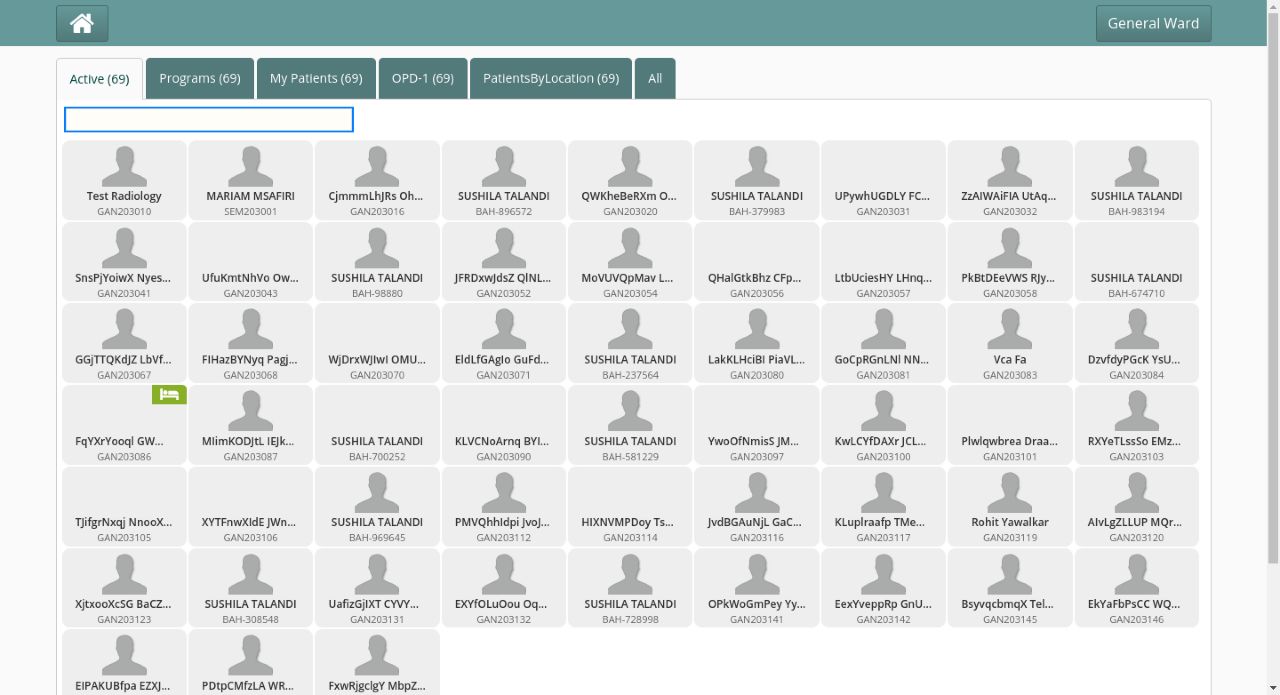 General Ward
Active (69)
Programs (69)
My Patients (69)
OPD-1 (69)
PatientsByLocation (69)
All
Test Radiology
GAN203010
MARIAM MSAFIRI
SEM203001
CjmmmLhJRs Oh...
GAN203016
SUSHILA TALANDI
BAH-896572
QWKheBeRXm O...
GAN203020
SUSHILA TALANDI
BAH-379983
UPywhUGDLY FC...
GAN203031
ZzAIWAiFIA UtAq...
GAN203032
SUSHILA TALANDI
BAH-983194
SnsPjYoiwX Nyes...
GAN203041
UfuKmtNhVo Ow...
GAN203043
SUSHILA TALANDI
BAH-98880
JFRDxwJdsZ QlNL...
GAN203052
MoVUVQpMav L...
GAN203054
QHalGtkBhz CFp...
GAN203056
LtbUciesHY LHnq...
GAN203057
PkBtDEeVWS RJy...
GAN203058
SUSHILA TALANDI
BAH-674710
GGjTTQKdJZ LbVf...
GAN203067
FIHazBYNyq Pagj...
GAN203068
WjDrxWJIwI OMU...
GAN203070
EldLfGAgIo GuFd...
GAN203071
SUSHILA TALANDI
BAH-237564
LakKLHciBI PiaVL...
GAN203080
GoCpRGnLNl NN...
GAN203081
Vca Fa
GAN203083
DzvfdyPGcK YsU...
GAN203084
FqYXrYooql GW...
GAN203086
MIimKODJtL IEJk...
GAN203087
SUSHILA TALANDI
BAH-700252
KLVCNoArnq BYI...
GAN203090
SUSHILA TALANDI
BAH-581229
YwoOfNmisS JM...
GAN203097
KwLCYfDAXr JCL...
GAN203100
Plwlqwbrea Draa...
GAN203101
RXYeTLssSo EMz...
GAN203103
TJifgrNxqj NnooX...
GAN203105
XYTFnwXIdE JWn...
GAN203106
SUSHILA TALANDI
BAH-969645
PMVQhhIdpi JvoJ...
GAN203112
HIXNVMPDoy Ts...
GAN203114
JvdBGAuNjL GaC...
GAN203116
KLuplraafp TMe...
GAN203117
Rohit Yawalkar
GAN203119
AIvLgZLLUP MQr...
GAN203120
XjtxooXcSG BaCZ...
GAN203123
SUSHILA TALANDI
BAH-308548
UafizGjIXT CYVY...
GAN203131
EXYfOLuOou Oq...
GAN203132
SUSHILA TALANDI
BAH-728998
OPkWoGmPey Yy...
GAN203141
EexYveppRp GnU...
GAN203142
BsyvqcbmqX Tel...
GAN203145
EkYaFbPsCC WQ...
GAN203146
EIPAKUBfpa EZXJ...
PDtpCMfzLA WR...
FxwRjgclgY MbpZ...